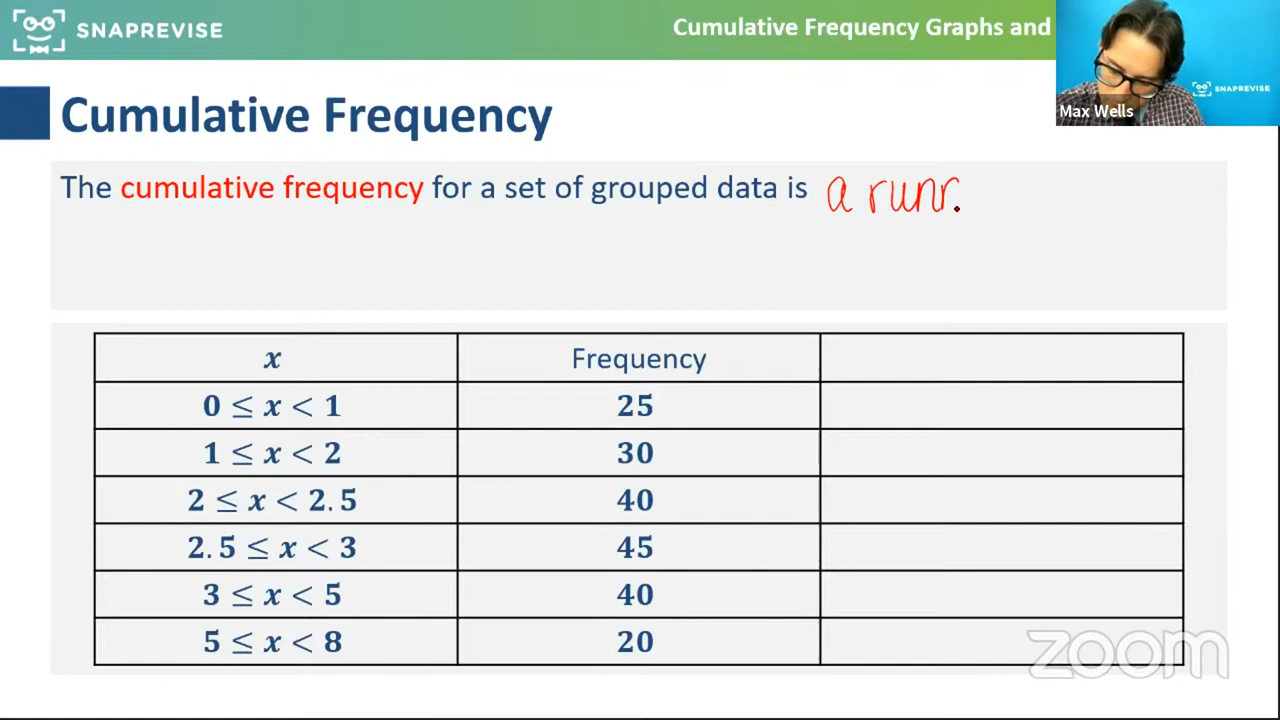 SNAPREVISE
Cumulative Frequency Graphs and
SNAPREVISE
Max Wells
Cumulative Frequency
The cumulative frequency for a set of grouped data is a runn
x Frequency
0 ≤ x < 1 25
1 ≤ x < 2 30
2 ≤ x < 2.5 40
2.5 ≤ x < 3 45
3 ≤ x < 5 40
5 ≤ x < 8 20
zoom